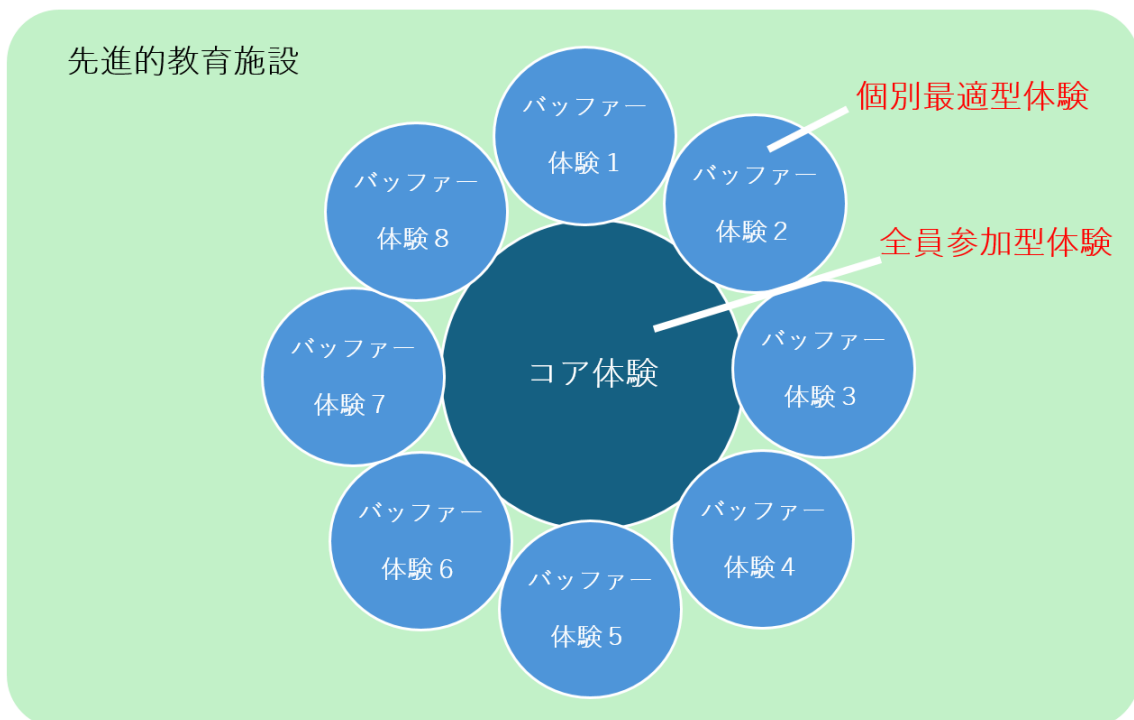 先進的教育施設
個別最適型体験
全員参加型体験
バッファー
体験１
バッファー
体験２
バッファー
体験３
バッファー
体験４
バッファー
体験５
バッファー
体験６
バッファー
体験７
バッファー
体験８
コア体験